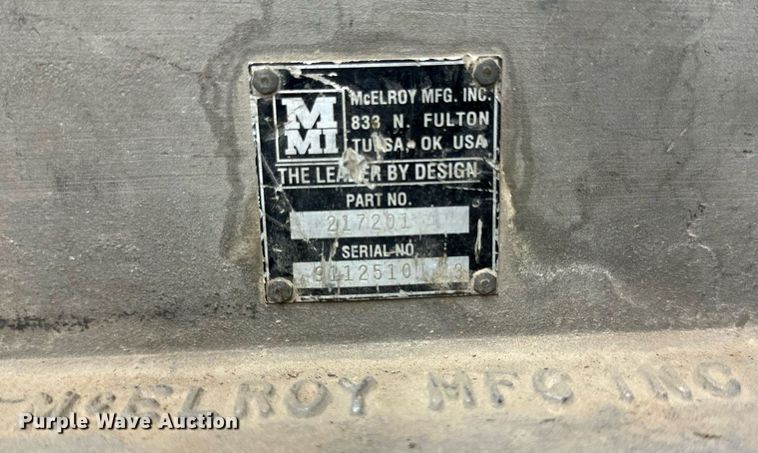 M
MI
McELROY MFG. INC.
833 N. FULTON
TULSA, OK USA
THE LEADER BY DESIGN
PART NO.
217201
SERIAL NO.
McELROY MFG INC
Purple Wave Auction